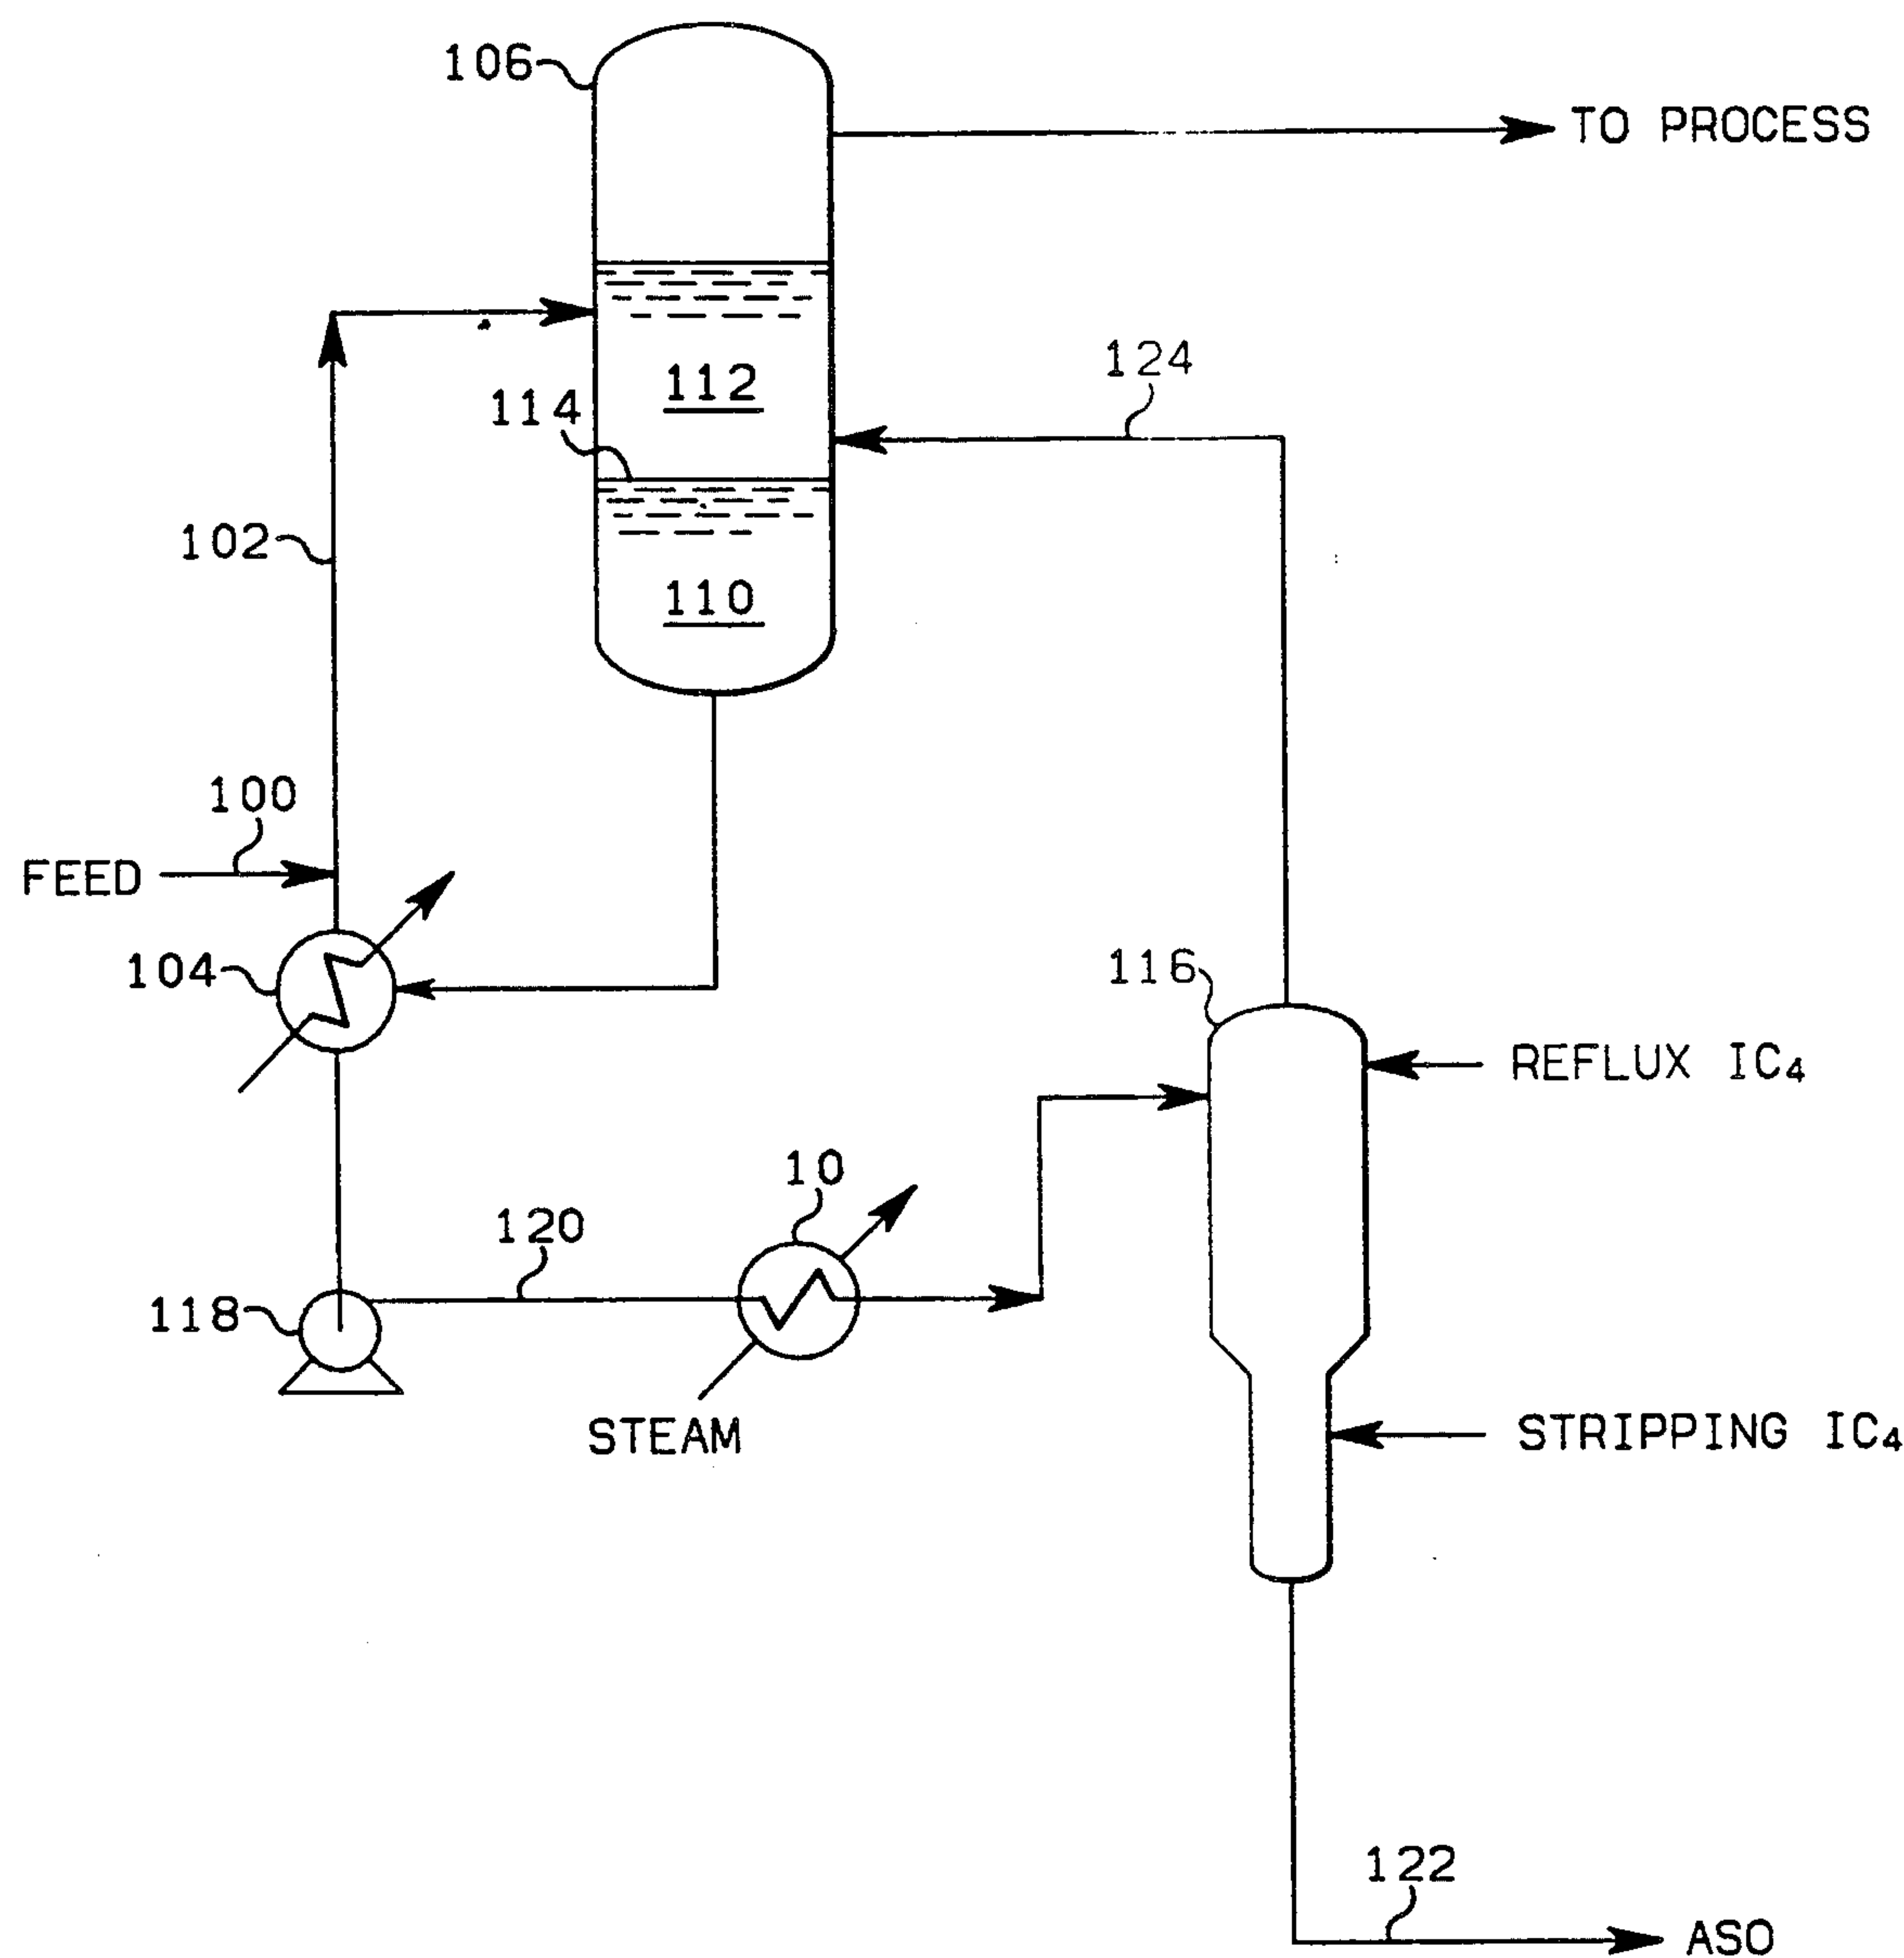 106
TO PROCESS
124
112
114
102
110
100
FEED
104
116
REFLUX IC₄
10
120
118
STEAM
STRIPPING IC₄
122
ASO